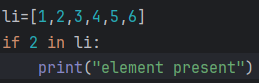 li=[1,2,3,4,5,6]
if 2 in li:
    print("element present")